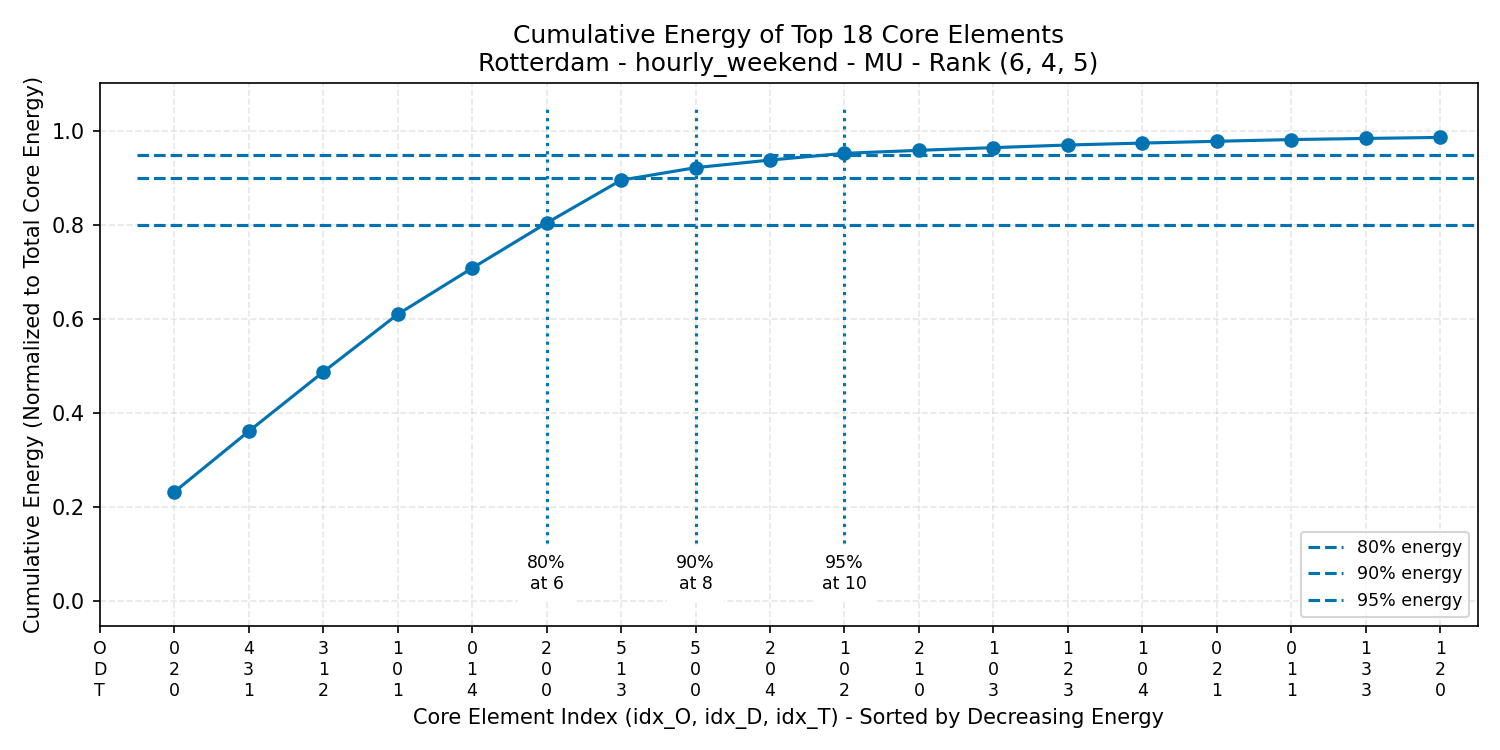 Cumulative Energy of Top 18 Core Elements
Rotterdam - hourly_weekend - MU - Rank (6, 4, 5)
Cumulative Energy (Normalized to Total Core Energy)
1.0
0.8
0.6
0.4
0.2
0.0
80%
at 6
90%
at 8
95%
at 10
80% energy
90% energy
95% energy
O 0 4 3 1 0 2 5 5 2 1 2 1 1 1 0 0 1 1
D 2 3 1 0 1 0 1 0 0 0 1 0 2 0 2 1 3 2
T 0 1 2 1 4 0 3 0 4 2 0 3 3 4 1 1 3 0
Core Element Index (idx_O, idx_D, idx_T) - Sorted by Decreasing Energy